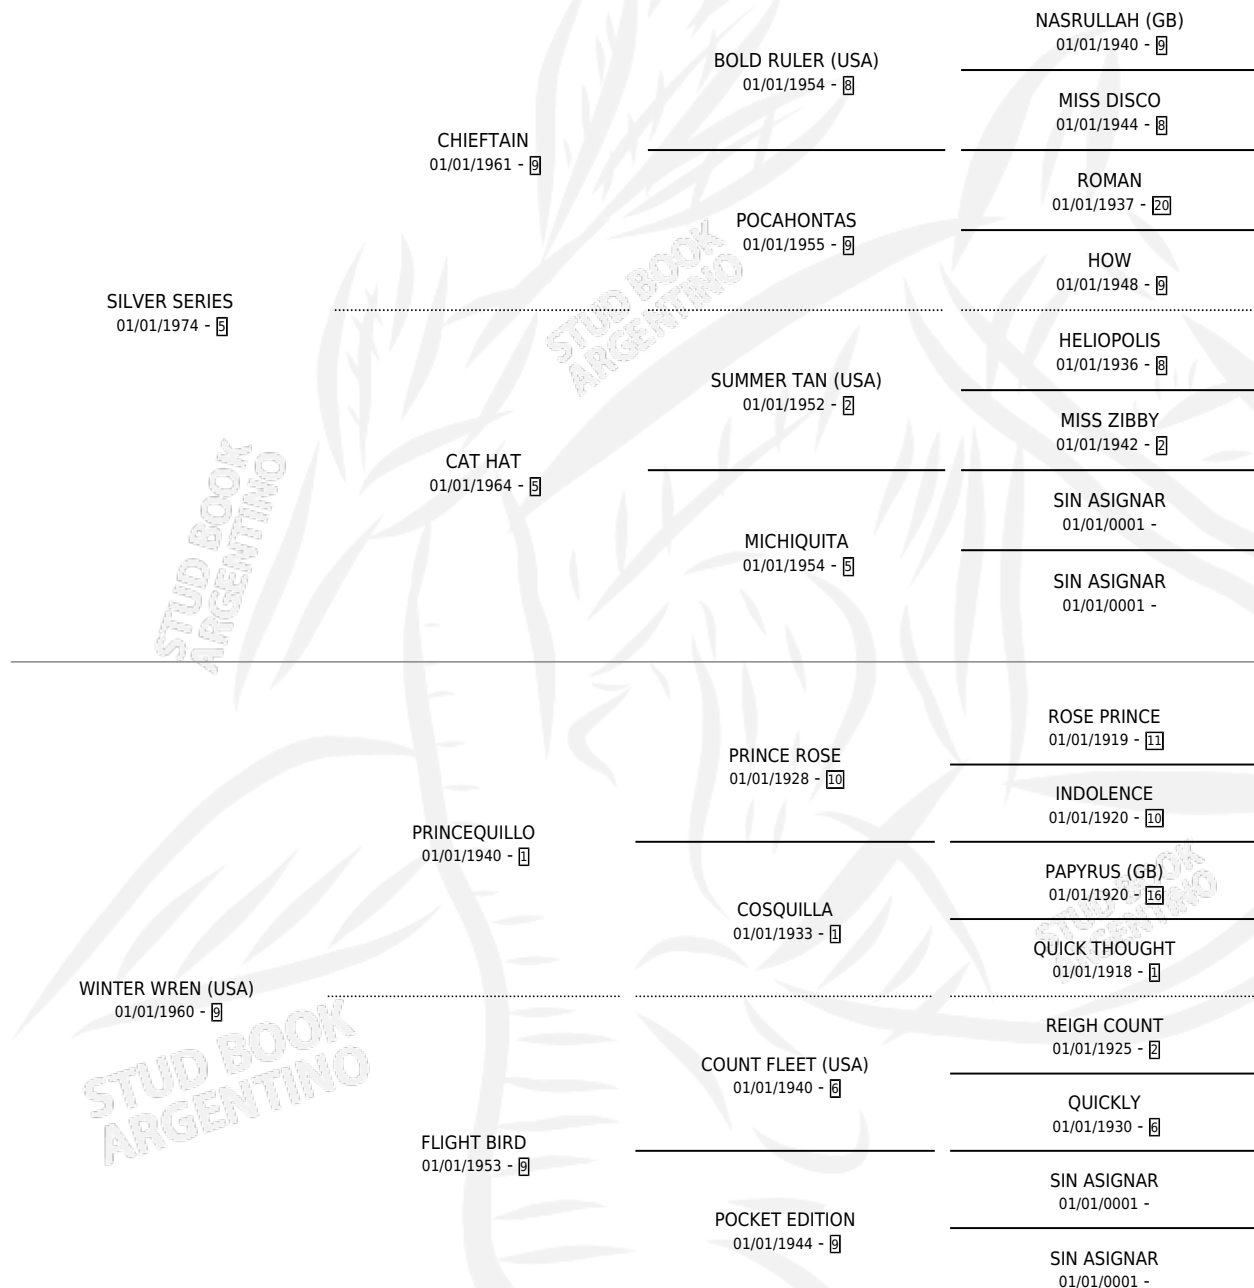 NASRULLAH (GB)
01/01/1940 - 9
BOLD RULER (USA)
01/01/1954 - 8
MISS DISCO
01/01/1944 - 8
CHIEFTAIN
01/01/1961 - 9
ROMAN
01/01/1937 - 20
POCAHONTAS
01/01/1955 - 9
HOW
01/01/1948 - 9
SILVER SERIES
01/01/1974 - 5
HELIOPOLIS
01/01/1936 - 8
SUMMER TAN (USA)
01/01/1952 - 2
MISS ZIBBY
01/01/1942 - 2
CAT HAT
01/01/1964 - 5
SIN ASIGNAR
01/01/0001 -
MICHIQUITA
01/01/1954 - 5
SIN ASIGNAR
01/01/0001 -
STUD BOOK
ARGENTINO
STUD BOOK
ARGENTINO
ROSE PRINCE
01/01/1919 - 11
PRINCE ROSE
01/01/1928 - 10
INDOLENCE
01/01/1920 - 10
PRINCEQUILLO
01/01/1940 - 1
PAPYRUS (GB)
01/01/1920 - 16
COSQUILLA
01/01/1933 - 1
QUICK THOUGHT
01/01/1918 - 1
WINTER WREN (USA)
01/01/1960 - 9
REIGH COUNT
01/01/1925 - 2
COUNT FLEET (USA)
01/01/1940 - 6
QUICKLY
01/01/1930 - 6
FLIGHT BIRD
01/01/1953 - 9
SIN ASIGNAR
01/01/0001 -
POCKET EDITION
01/01/1944 - 9
SIN ASIGNAR
01/01/0001 -
STUD BOOK
ARGENTINO
STUD BOOK
ARGENTINO